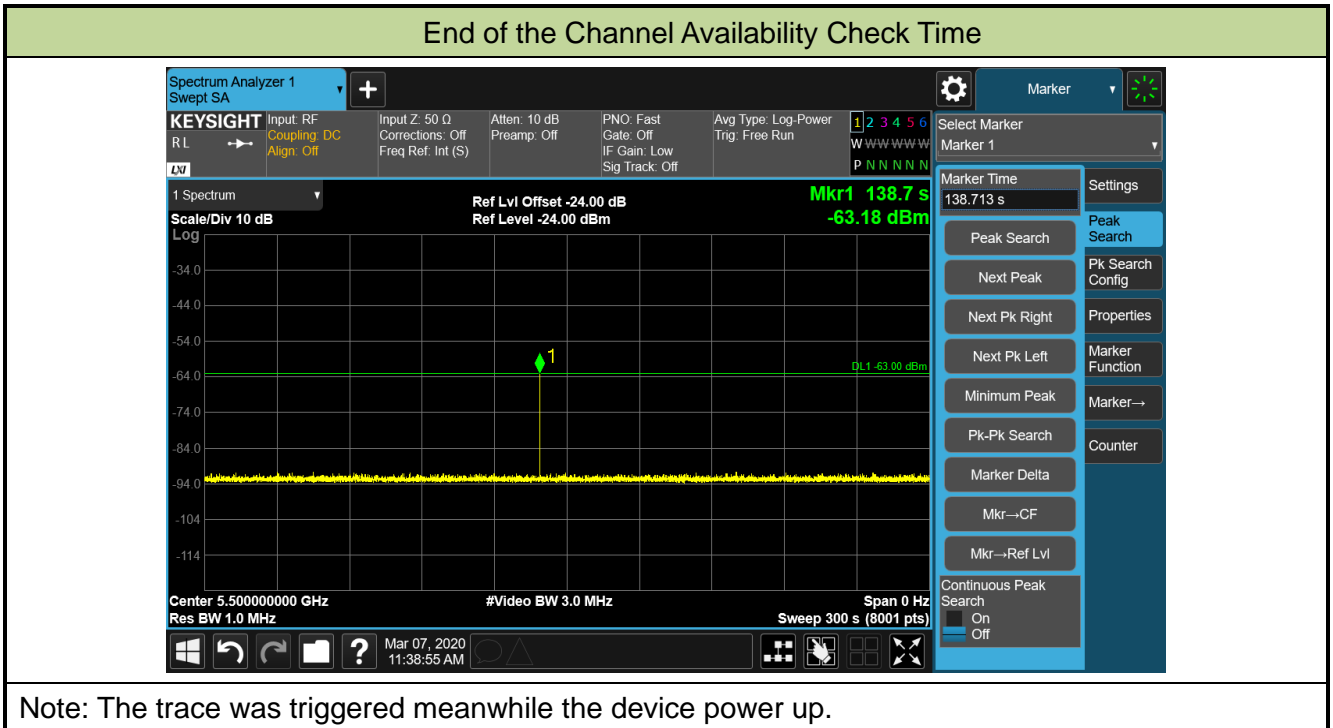 End of the Channel Availability Check Time
Spectrum Analyzer 1
Swept SA
+
Marker
KEYSIGHT
RL
LXI
Input: RF
Coupling: DC
Align: Off
Input Z: 50 Ω
Corrections: Off
Freq Ref: Int (S)
Atten: 10 dB
Preamp: Off
PNO: Fast
Gate: Off
IF Gain: Low
Sig Track: Off
Avg Type: Log-Power
Trig: Free Run
1 2 3 4 5 6
W W W W W W
P N N N N N
Select Marker
Marker 1
1 Spectrum
Scale/Div 10 dB
Log
Ref Lvl Offset -24.00 dB
Ref Level -24.00 dBm
Mkr1 138.7 s
-63.18 dBm
-34.0
-44.0
-54.0
-64.0
-74.0
-84.0
-94.0
-104
-114
1
DL1 -63.00 dBm
Center 5.500000000 GHz
Res BW 1.0 MHz
#Video BW 3.0 MHz
Span 0 Hz
Sweep 300 s (8001 pts)
Marker Time
138.713 s
Peak Search
Next Peak
Next Pk Right
Next Pk Left
Minimum Peak
Pk-Pk Search
Marker Delta
Mkr→CF
Mkr→Ref Lvl
Continuous Peak
Search
On
Off
Settings
Peak
Search
Pk Search
Config
Properties
Marker
Function
Marker→
Counter
?
Mar 07, 2020
11:38:55 AM
Note: The trace was triggered meanwhile the device power up.